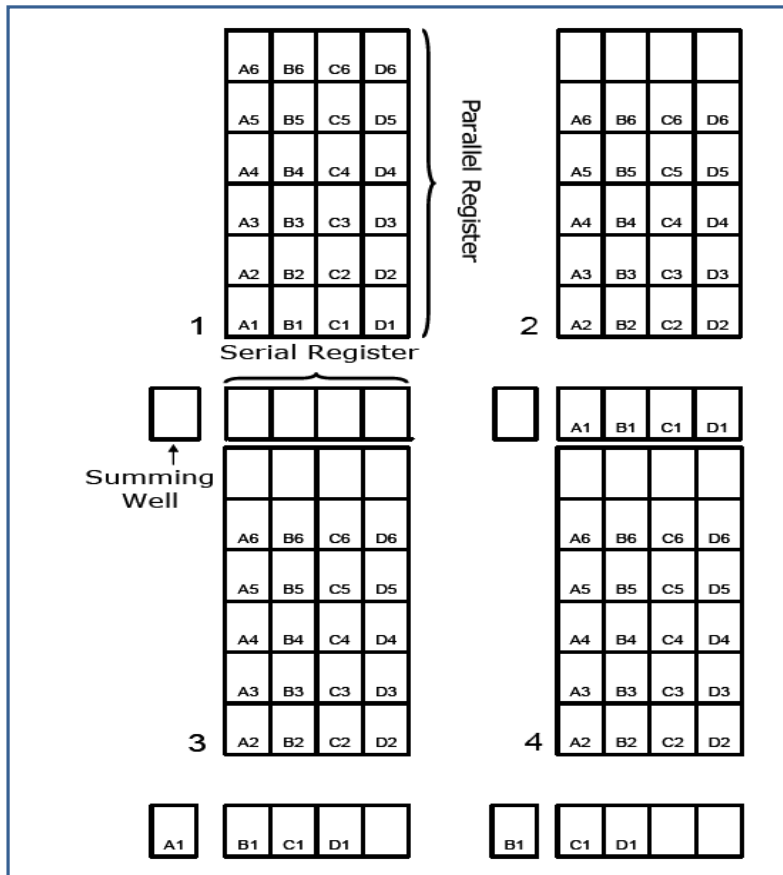 A6 B6 C6 D6
A5 B5 C5 D5
A4 B4 C4 D4
A3 B3 C3 D3
A2 B2 C2 D2
1 A1 B1 C1 D1
Parallel Register
Serial Register
Summing
Well
A6 B6 C6 D6
A5 B5 C5 D5
A4 B4 C4 D4
A3 B3 C3 D3
2 A2 B2 C2 D2
A1 B1 C1 D1
A6 B6 C6 D6
A5 B5 C5 D5
A4 B4 C4 D4
A3 B3 C3 D3
3 A2 B2 C2 D2
A1 B1 C1 D1
A6 B6 C6 D6
A5 B5 C5 D5
A4 B4 C4 D4
A3 B3 C3 D3
4 A2 B2 C2 D2
B1 C1 D1